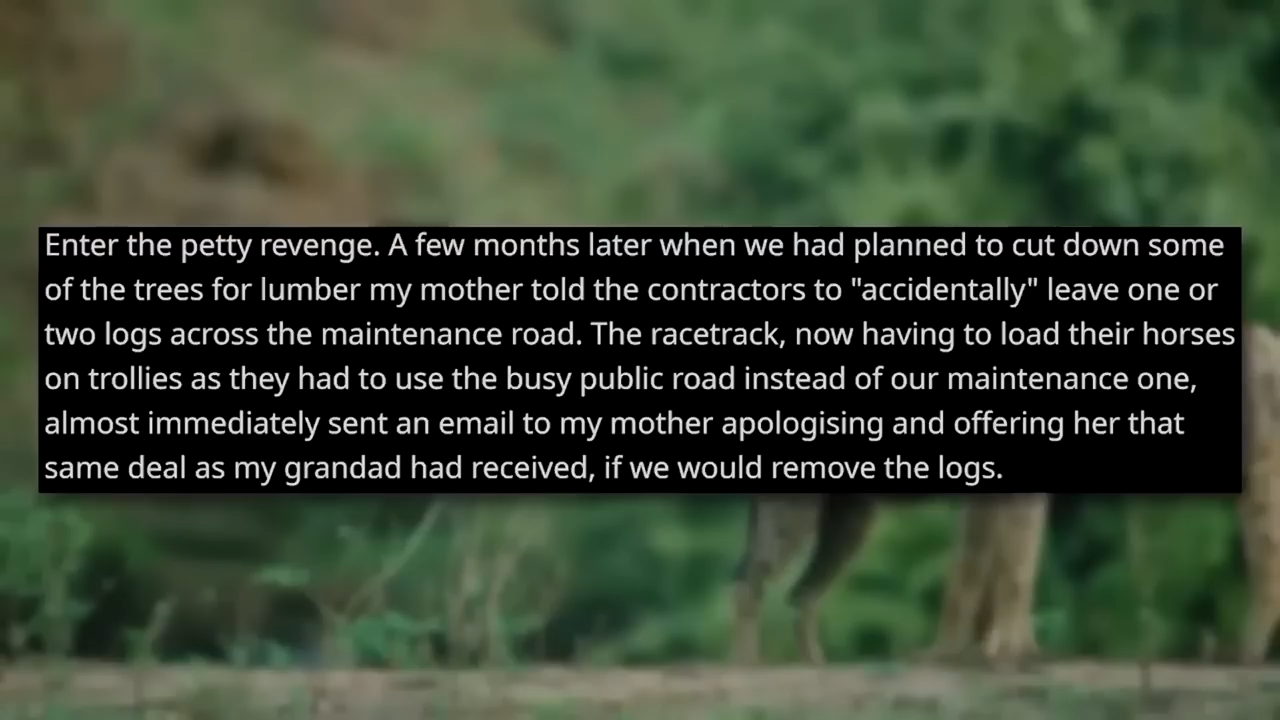 Enter the petty revenge. A few months later when we had planned to cut down some
of the trees for lumber my mother told the contractors to "accidentally" leave one or
two logs across the maintenance road. The racetrack, now having to load their horses
on trollies as they had to use the busy public road instead of our maintenance one,
almost immediately sent an email to my mother apologising and offering her that
same deal as my grandad had received, if we would remove the logs.